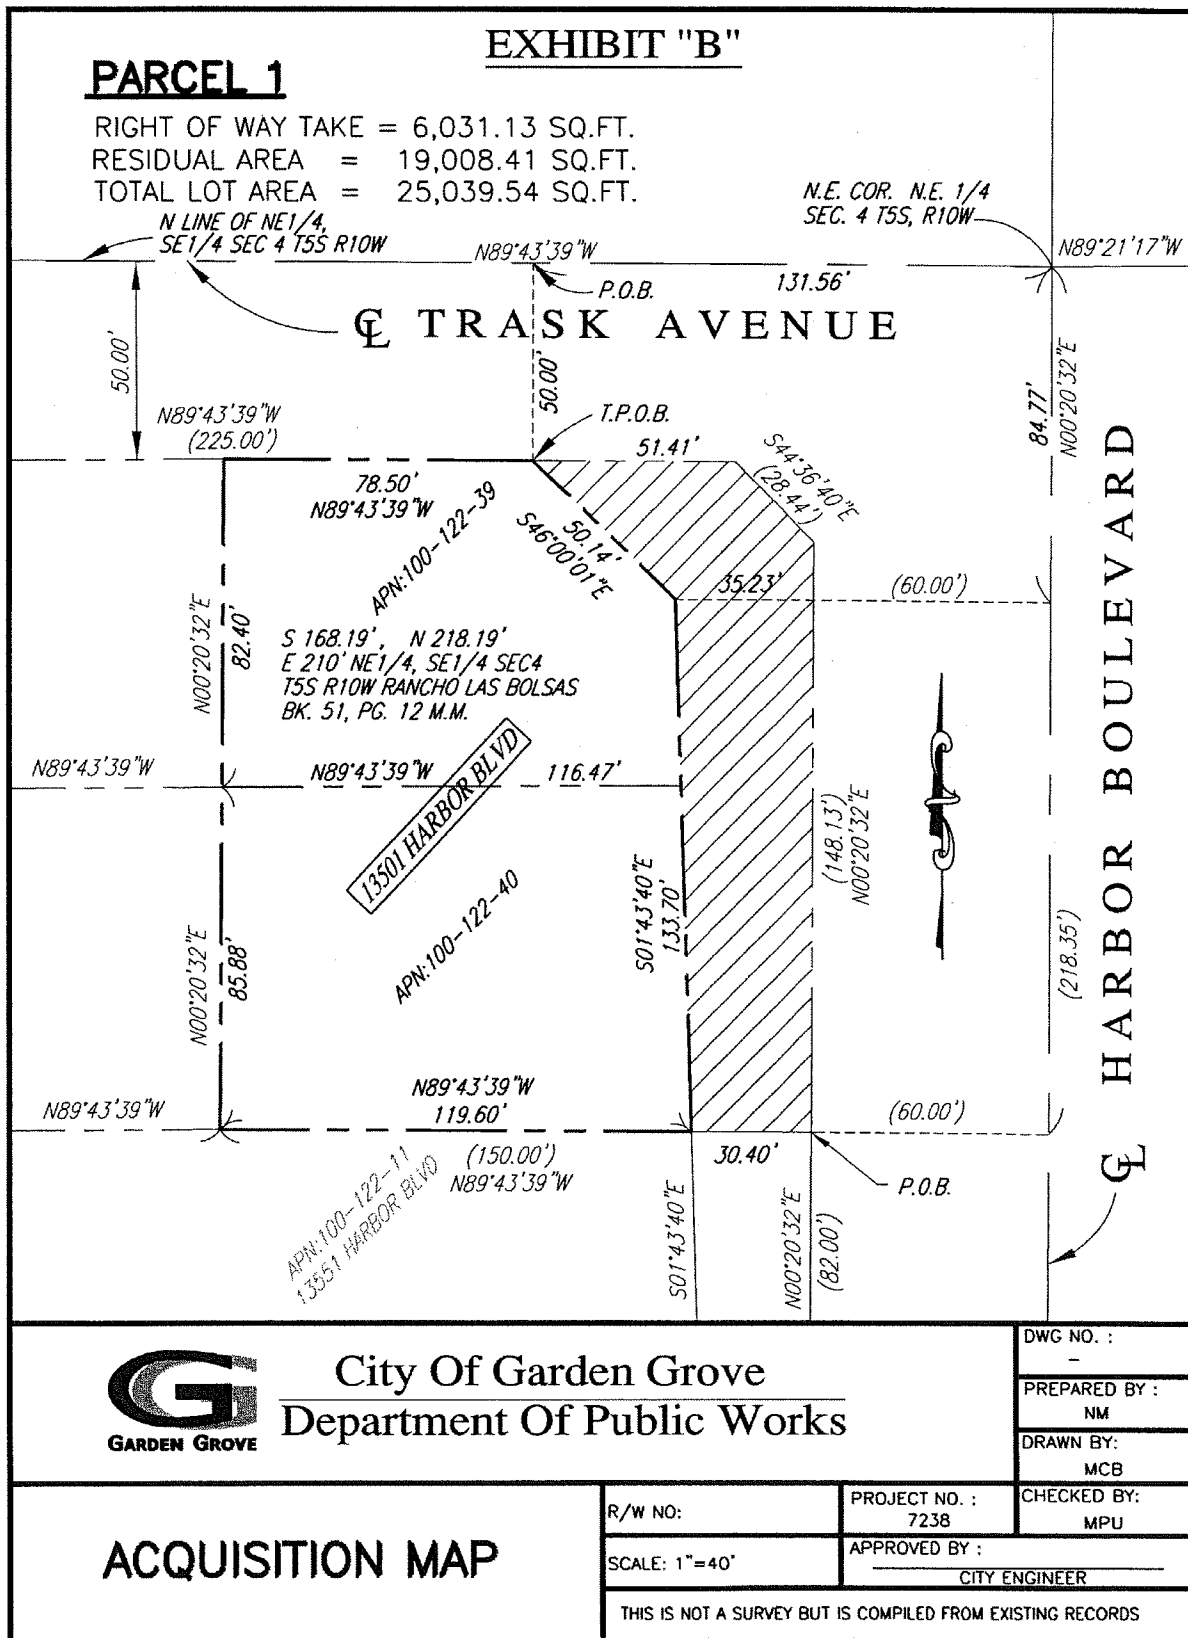 EXHIBIT "B"
PARCEL 1
RIGHT OF WAY TAKE = 6,031.13 SQ.FT.
RESIDUAL AREA = 19,008.41 SQ.FT.
TOTAL LOT AREA = 25,039.54 SQ.FT.
N LINE OF NE1/4,
SE1/4 SEC 4 T5S R10W
N.E. COR. N.E. 1/4
SEC. 4 T5S, R10W
N89°43'39"W
N89°21'17"W
131.56'
P.O.B.
℄ TRASK AVENUE
50.00'
50.00'
84.77'
N00°20'32"E
N89°43'39"W
(225.00')
T.P.O.B.
51.41'
S44°36'40"E
(28.44')
78.50'
N89°43'39"W
50.14'
S46°00'01"E
APN:100-122-39
35.23'
(60.00')
N00°20'32"E
82.40'
S 168.19', N 218.19'
E 210' NE1/4, SE1/4 SEC4
T5S R10W RANCHO LAS BOLSAS
BK. 51, PG. 12 M.M.
N89°43'39"W
N89°43'39"W
116.47'
13501 HARBOR BLVD
(148.13')
N00°20'32"E
S01°43'40"E
133.70'
APN:100-122-40
N00°20'32"E
85.88'
(218.35')
℄ HARBOR BOULEVARD
N89°43'39"W
N89°43'39"W
119.60'
(60.00')
(150.00')
N89°43'39"W
30.40'
P.O.B.
APN:100-122-11
13551 HARBOR BLVD
S01°43'40"E
N00°20'32"E
(82.00')
GARDEN GROVE
City Of Garden Grove
Department Of Public Works
DWG NO. :
-
PREPARED BY :
NM
DRAWN BY:
MCB
ACQUISITION MAP
R/W NO:
PROJECT NO. :
7238
CHECKED BY:
MPU
SCALE: 1"=40'
APPROVED BY :
CITY ENGINEER
THIS IS NOT A SURVEY BUT IS COMPILED FROM EXISTING RECORDS